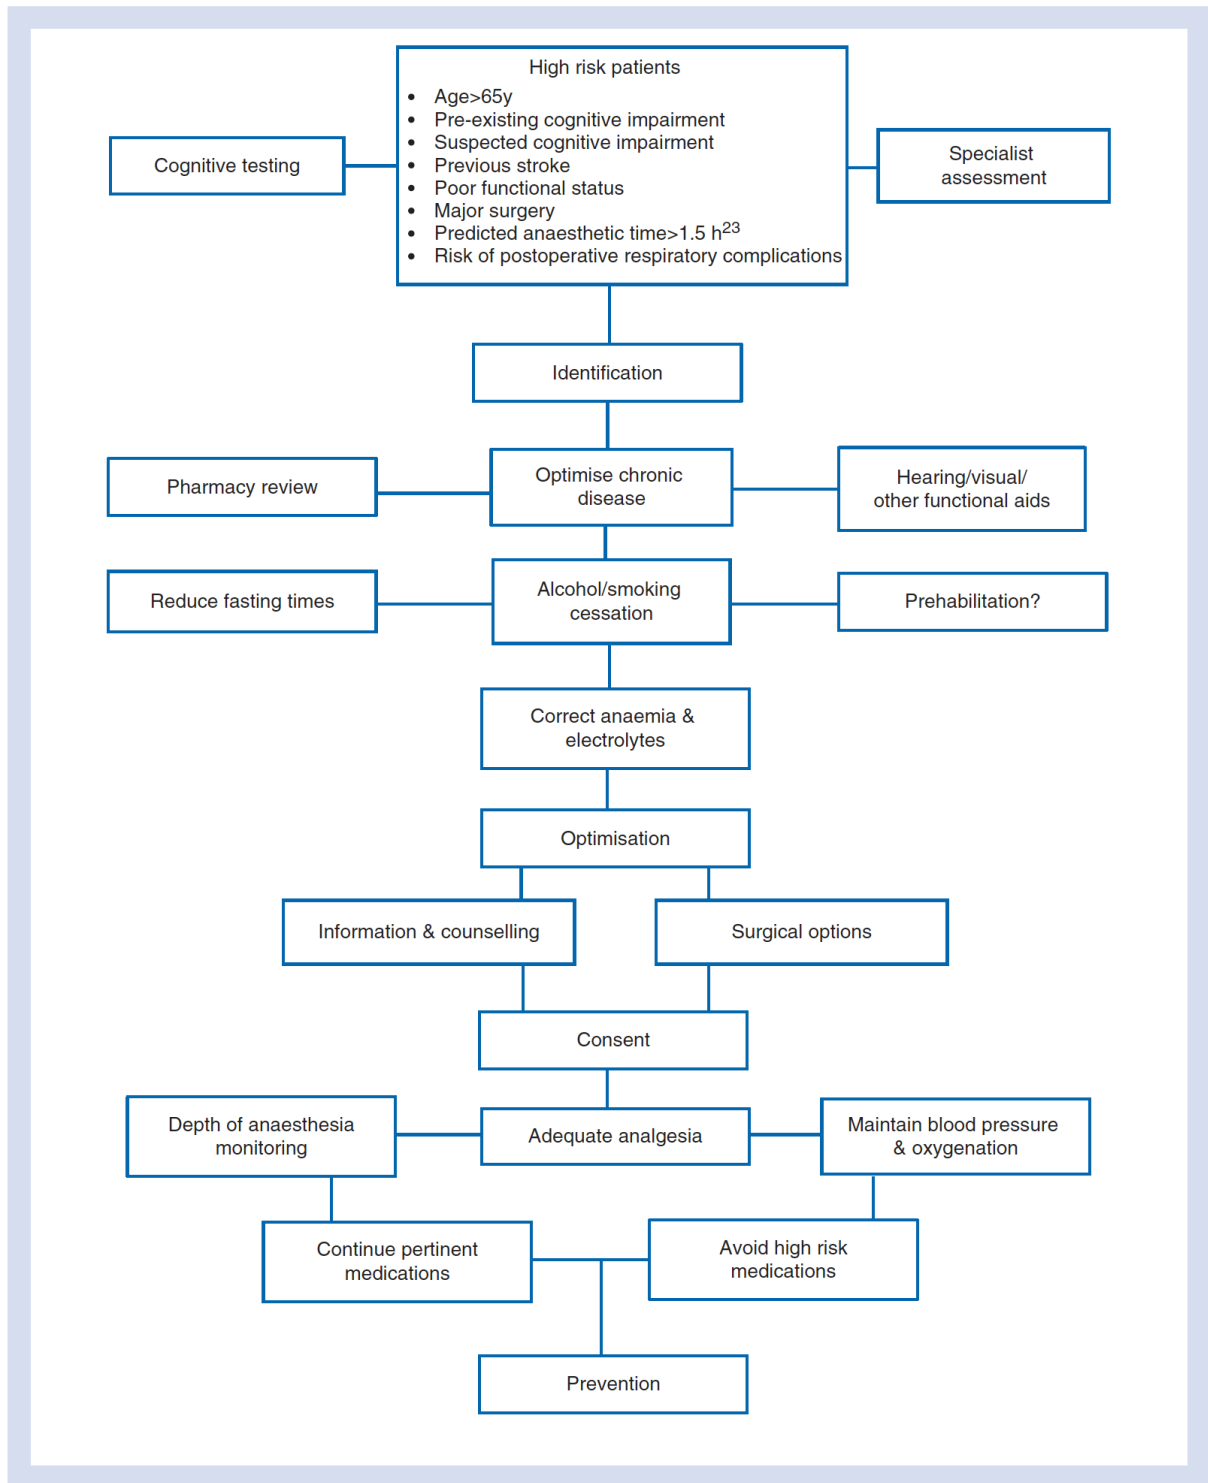 High risk patients
• Age>65y
• Pre-existing cognitive impairment
• Suspected cognitive impairment
• Previous stroke
• Poor functional status
• Major surgery
• Predicted anaesthetic time>1.5 h23
• Risk of postoperative respiratory complications
Cognitive testing
Specialist
assessment
Identification
Pharmacy review
Optimise chronic
disease
Hearing/visual/
other functional aids
Reduce fasting times
Alcohol/smoking
cessation
Prehabilitation?
Correct anaemia &
electrolytes
Optimisation
Information & counselling
Surgical options
Consent
Depth of anaesthesia
monitoring
Adequate analgesia
Maintain blood pressure
& oxygenation
Continue pertinent
medications
Avoid high risk
medications
Prevention